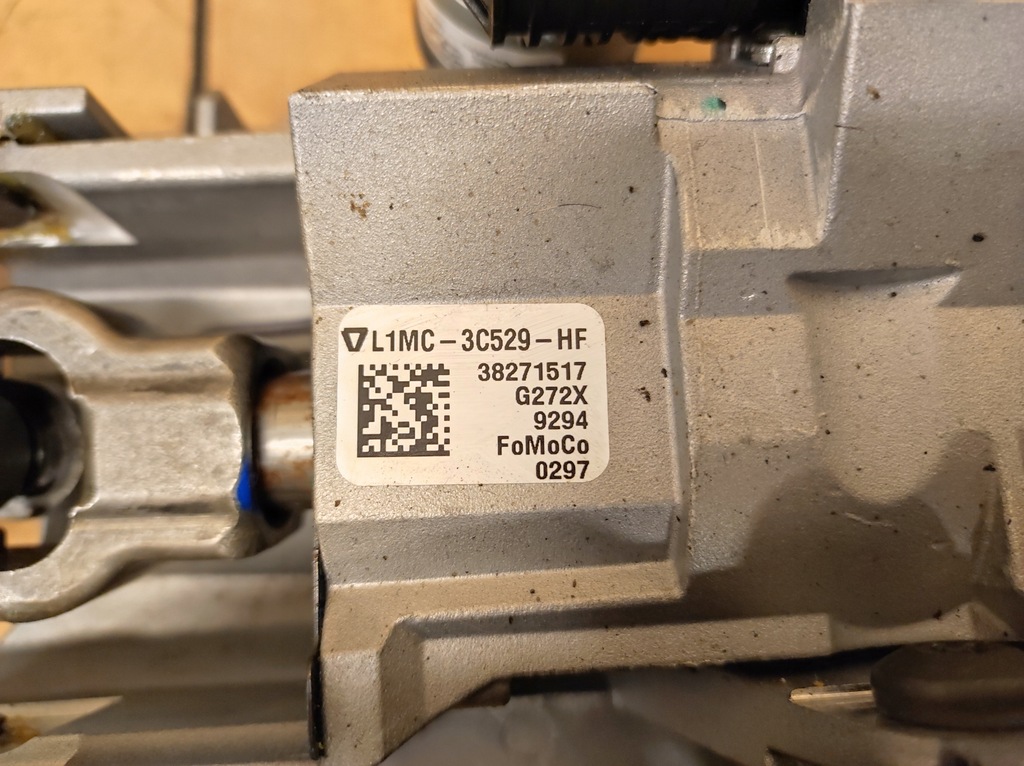 L1MC-3C529-HF
38271517
G272X
9294
FoMoCo
0297